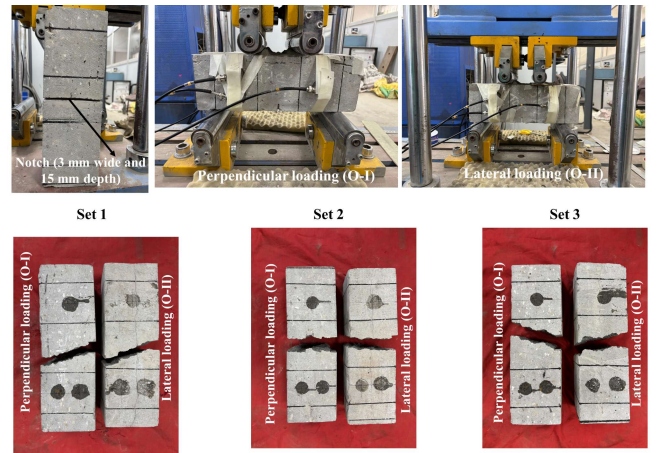 Notch (3 mm wide and
15 mm depth)
Perpendicular loading (O-I)
Lateral loading (O-II)
Set 1
Set 2
Set 3
Perpendicular loading (O-I)
Lateral loading (O-II)
Perpendicular loading (O-I)
Lateral loading (O-II)
Perpendicular loading (O-I)
Lateral loading (O-II)